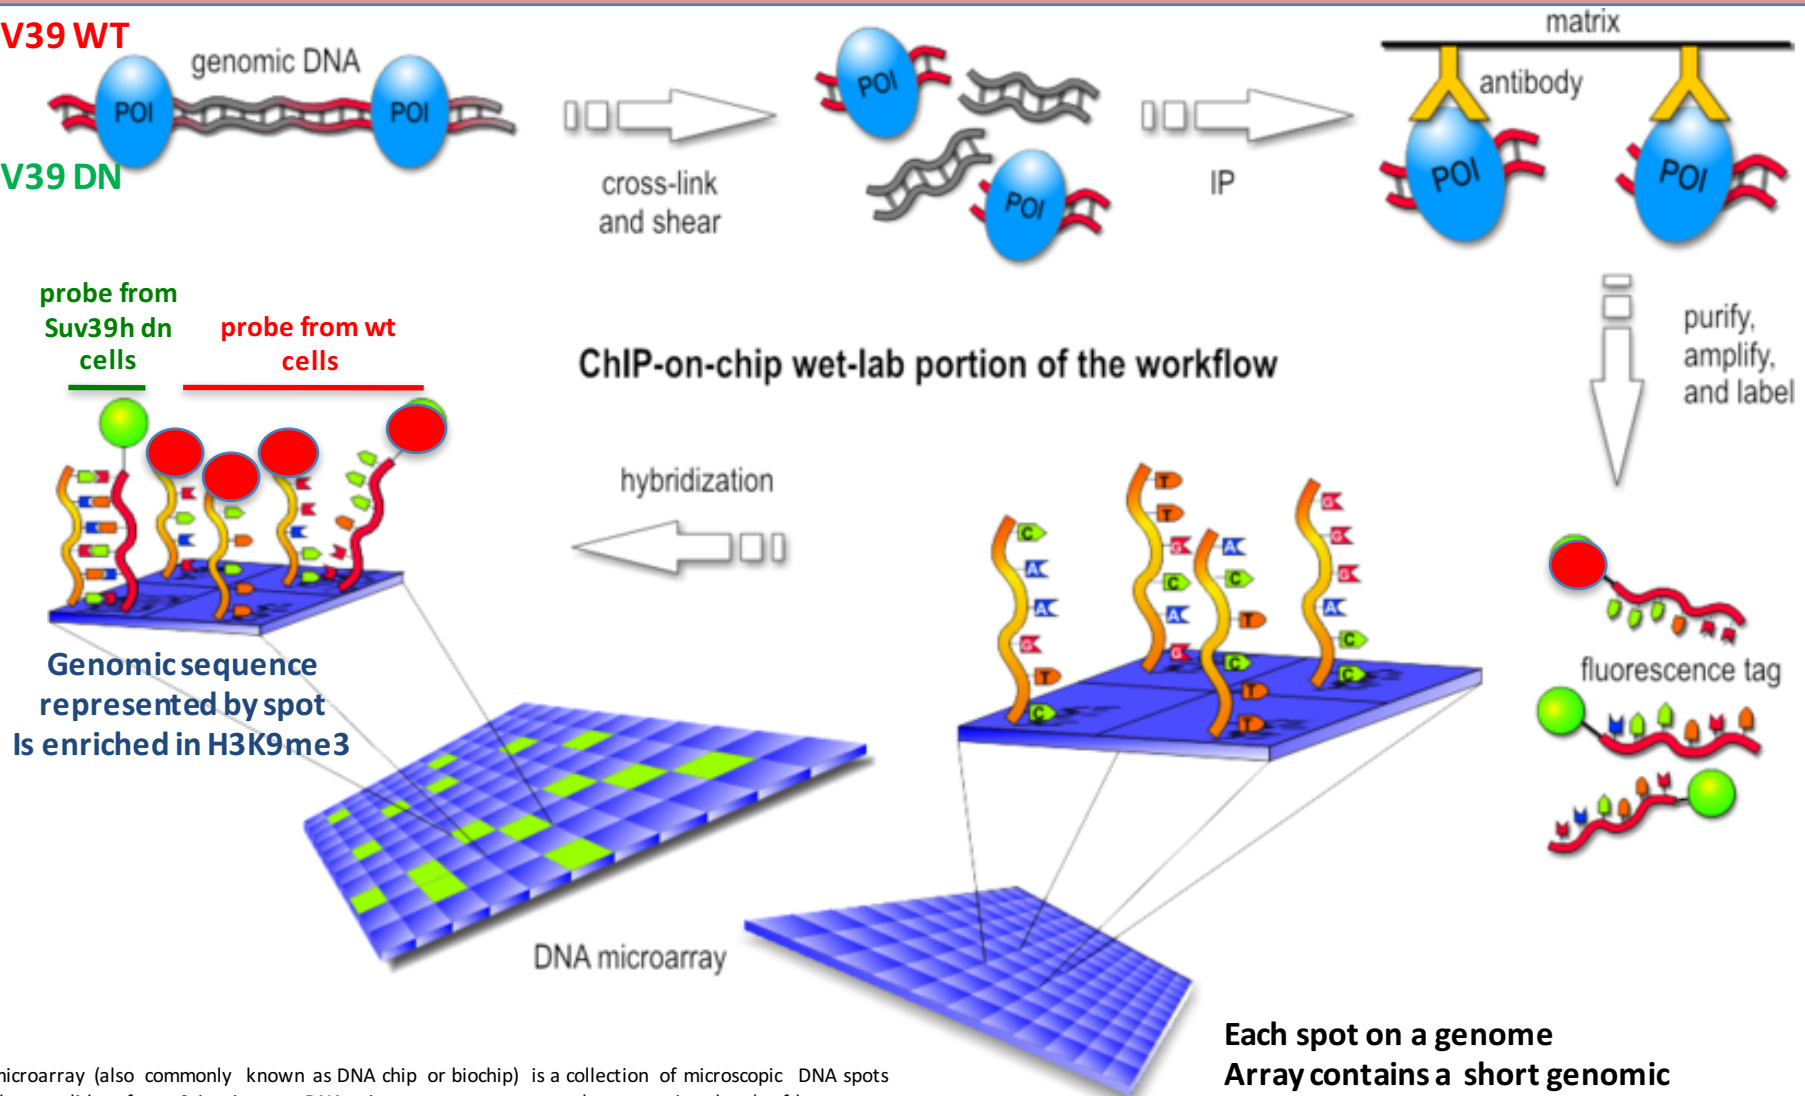 V39 WT
genomic DNA
POI
POI
V39 DN
cross-link
and shear
POI
POI
IP
matrix
antibody
POI
POI
purify,
amplify,
and label
probe from
Suv39h dn
cells
probe from wt
cells
ChIP-on-chip wet-lab portion of the workflow
hybridization
C
A
A
G
T
C
T
T
G
C
A
G
A
C
T
C
T
T
G
G
G
A
C
C
fluorescence tag
Genomic sequence
represented by spot
Is enriched in H3K9me3
DNA microarray
Each spot on a genome
Array contains a short genomic
microarray (also commonly known as DNA chip or biochip) is a collection of microscopic DNA spots